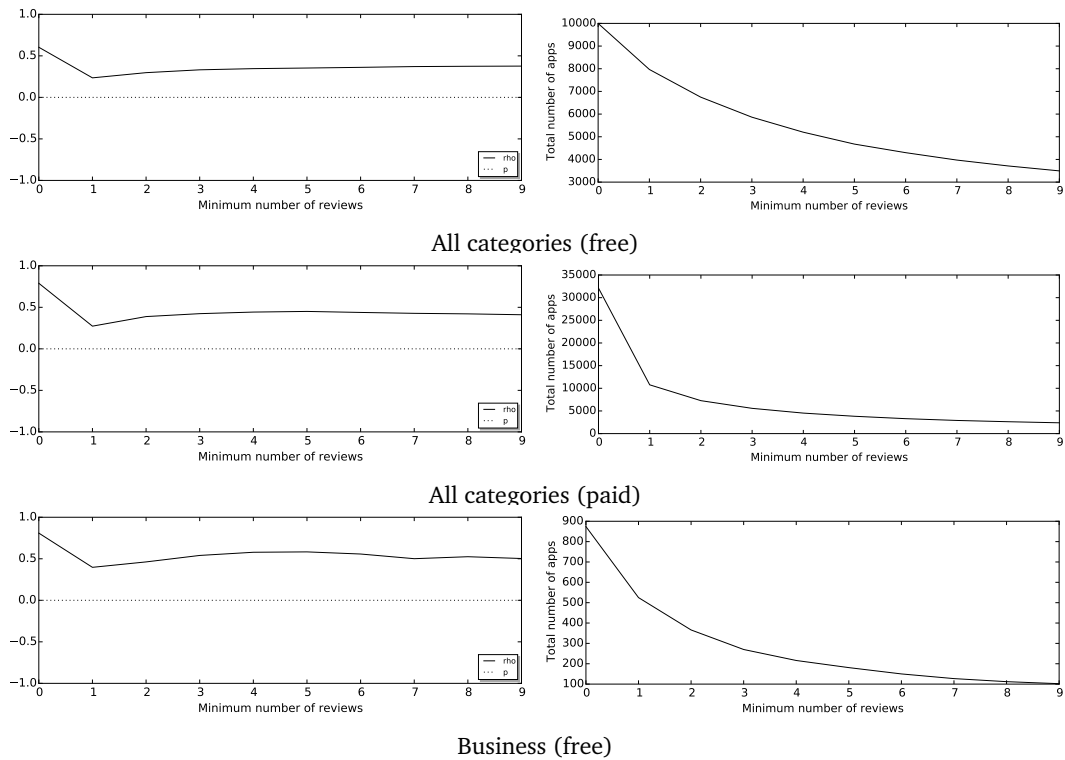 1.0
0.5
0.0
−0.5
−1.0
0 1 2 3 4 5 6 7 8 9
Minimum number of reviews
rho
p
10000
9000
8000
7000
6000
5000
4000
3000
Total number of apps
0 1 2 3 4 5 6 7 8 9
Minimum number of reviews
All categories (free)
1.0
0.5
0.0
−0.5
−1.0
0 1 2 3 4 5 6 7 8 9
Minimum number of reviews
rho
p
35000
30000
25000
20000
15000
10000
5000
0
Total number of apps
0 1 2 3 4 5 6 7 8 9
Minimum number of reviews
All categories (paid)
1.0
0.5
0.0
−0.5
−1.0
0 1 2 3 4 5 6 7 8 9
Minimum number of reviews
rho
p
900
800
700
600
500
400
300
200
100
Total number of apps
0 1 2 3 4 5 6 7 8 9
Minimum number of reviews
Business (free)